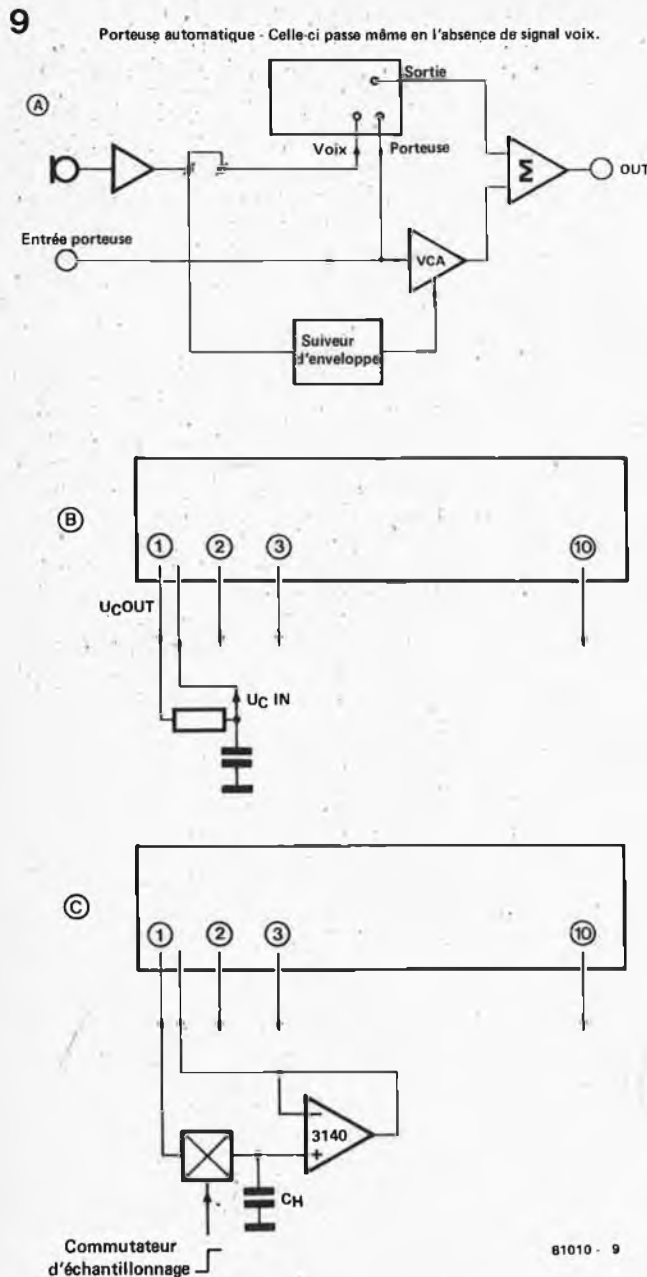 9
Porteuse automatique - Celle-ci passe même en l'absence de signal voix.
A
Sortie
Voix
Porteuse
M
OUT
Entrée porteuse
VCA
Suiveur
d'enveloppe
B
1
2
3
10
UCOUT
UC IN
C
1
2
3
10
-
3140
+
CH
Commutateur
d'échantillonnage
81010 - 9